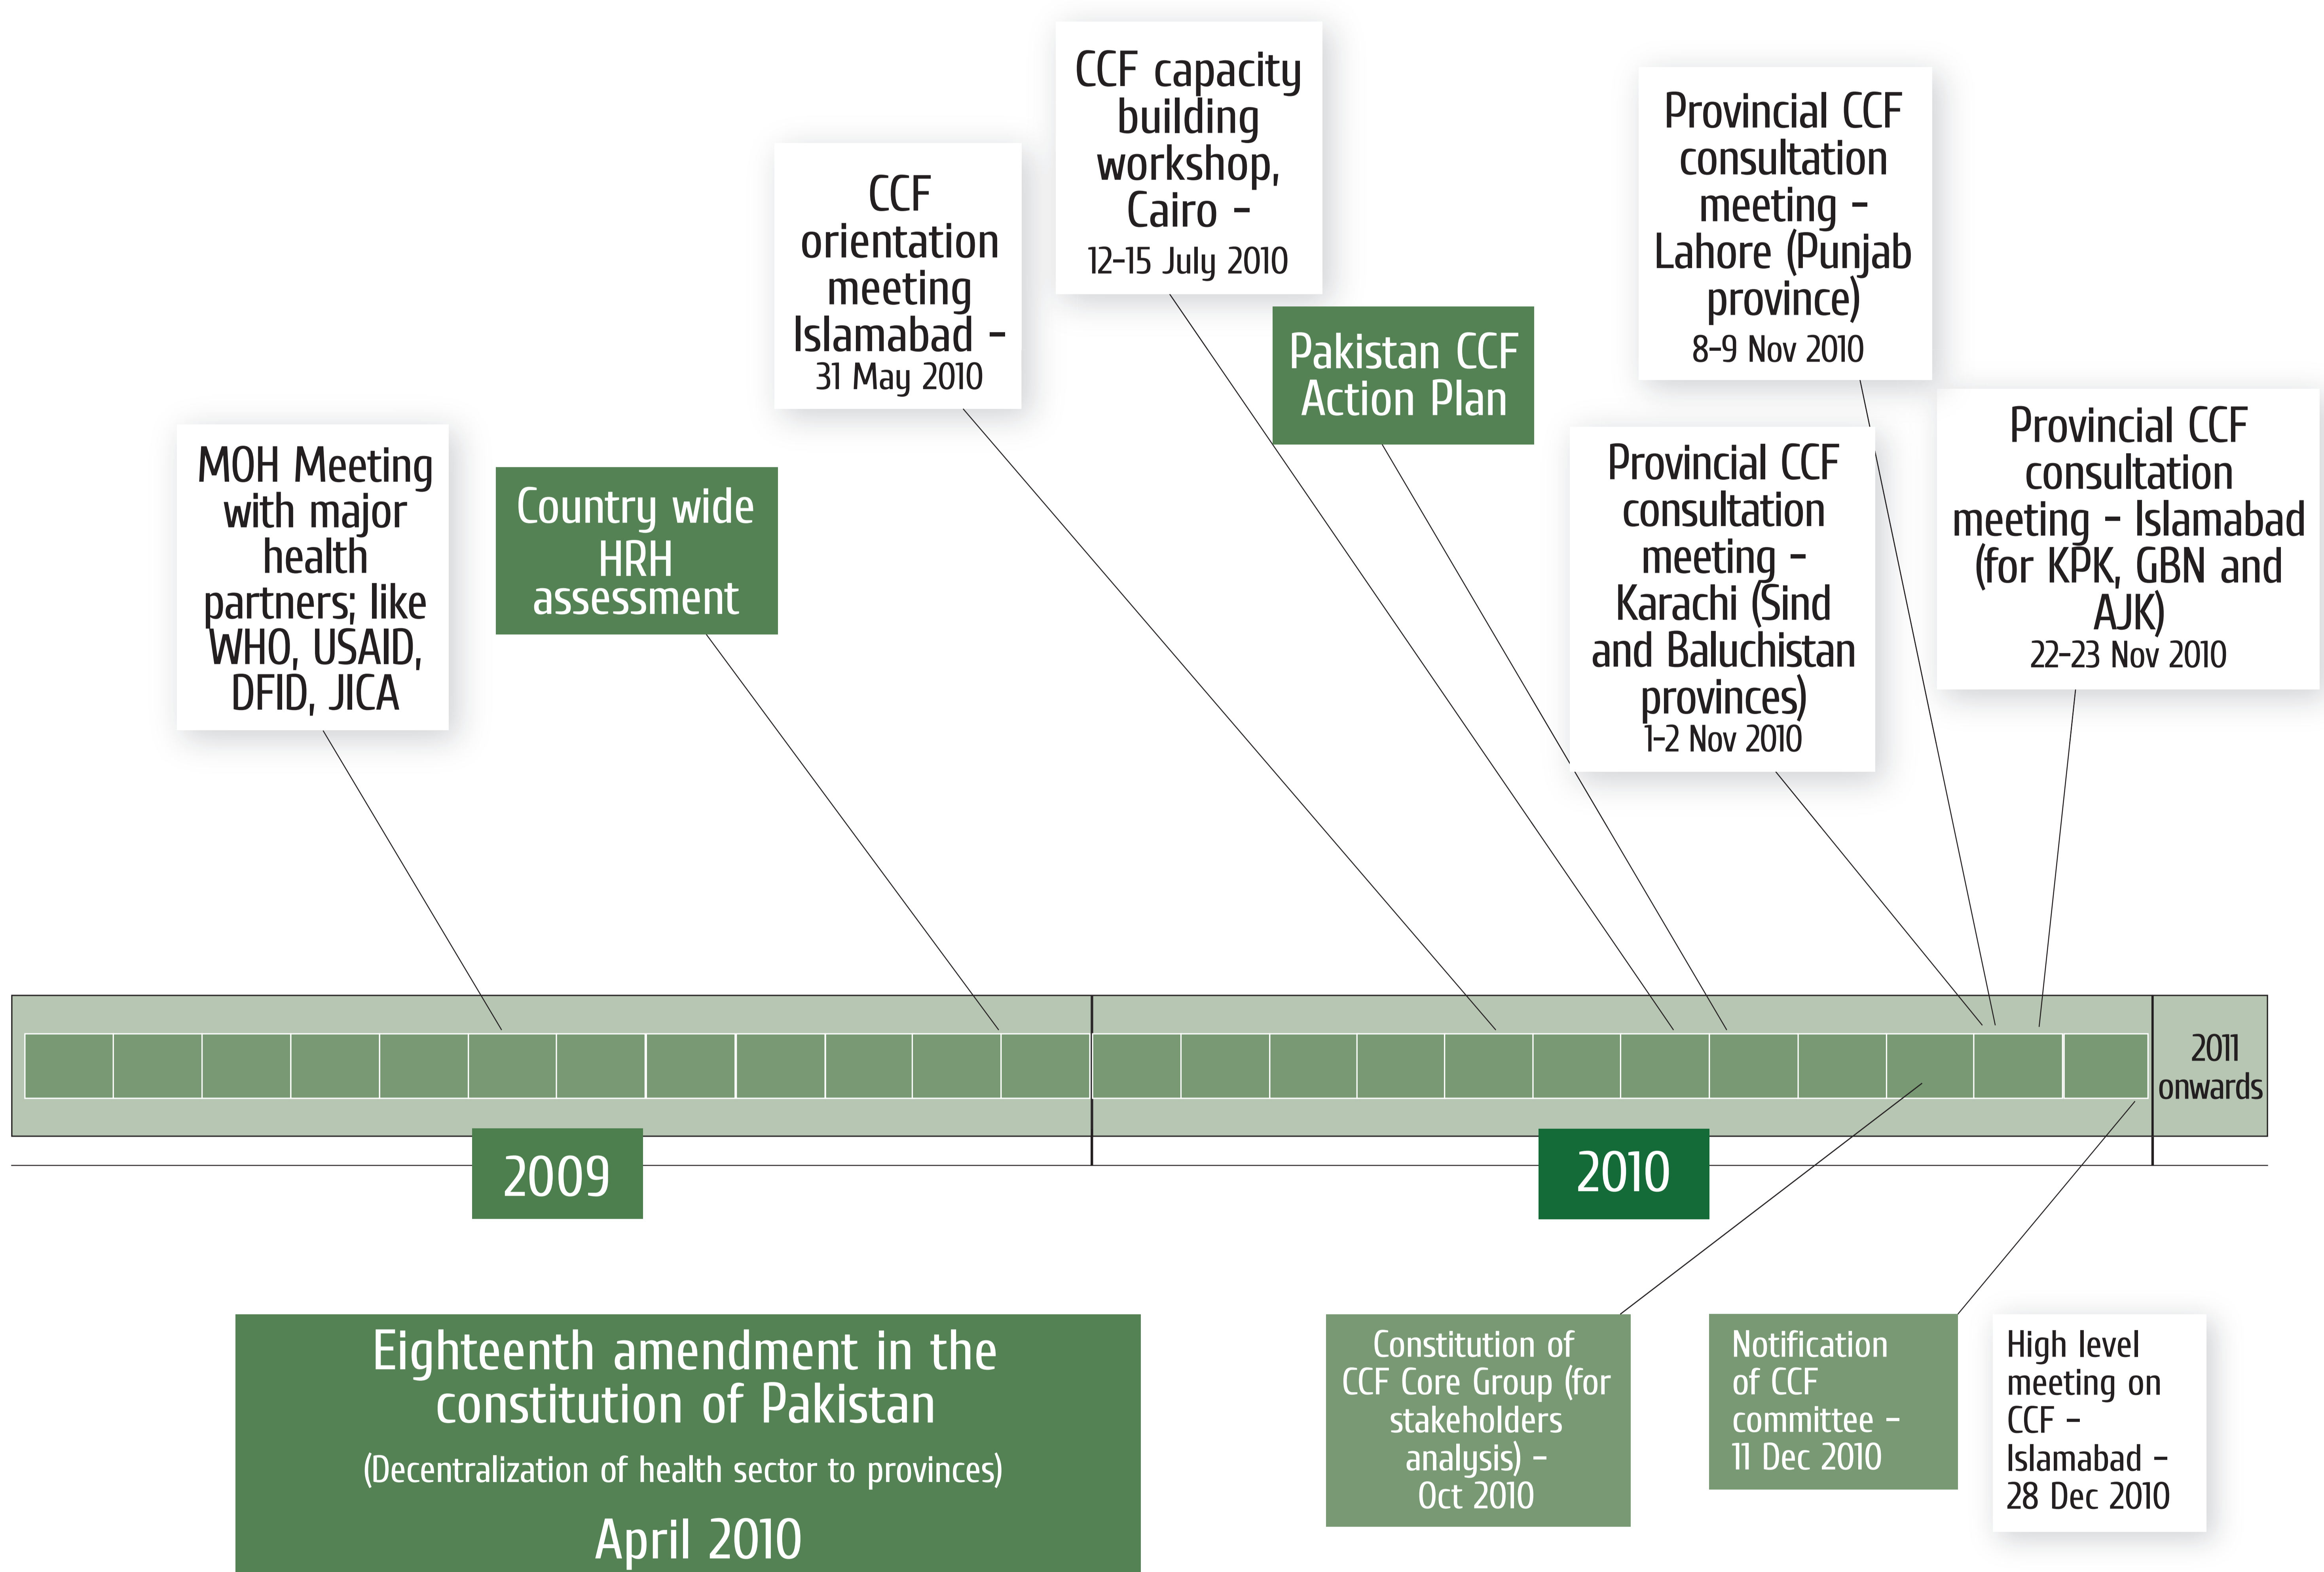 MOH Meeting
with major
health
partners; like
WHO, USAID,
DFID, JICA
Country wide
HRH
assessment
CCF
orientation
meeting
Islamabad –
31 May 2010
CCF capacity
building
workshop,
Cairo –
12-15 July 2010
Pakistan CCF
Action Plan
Provincial CCF
consultation
meeting –
Karachi (Sind
and Baluchistan
provinces)
1-2 Nov 2010
Provincial CCF
consultation
meeting –
Lahore (Punjab
province)
8-9 Nov 2010
Provincial CCF
consultation
meeting – Islamabad
(for KPK, GBN and
AJK)
22-23 Nov 2010
2011
onwards
2009
2010
Eighteenth amendment in the
constitution of Pakistan
(Decentralization of health sector to provinces)
April 2010
Constitution of
CCF Core Group (for
stakeholders
analysis) –
Oct 2010
Notification
of CCF
committee –
11 Dec 2010
High level
meeting on
CCF –
Islamabad –
28 Dec 2010